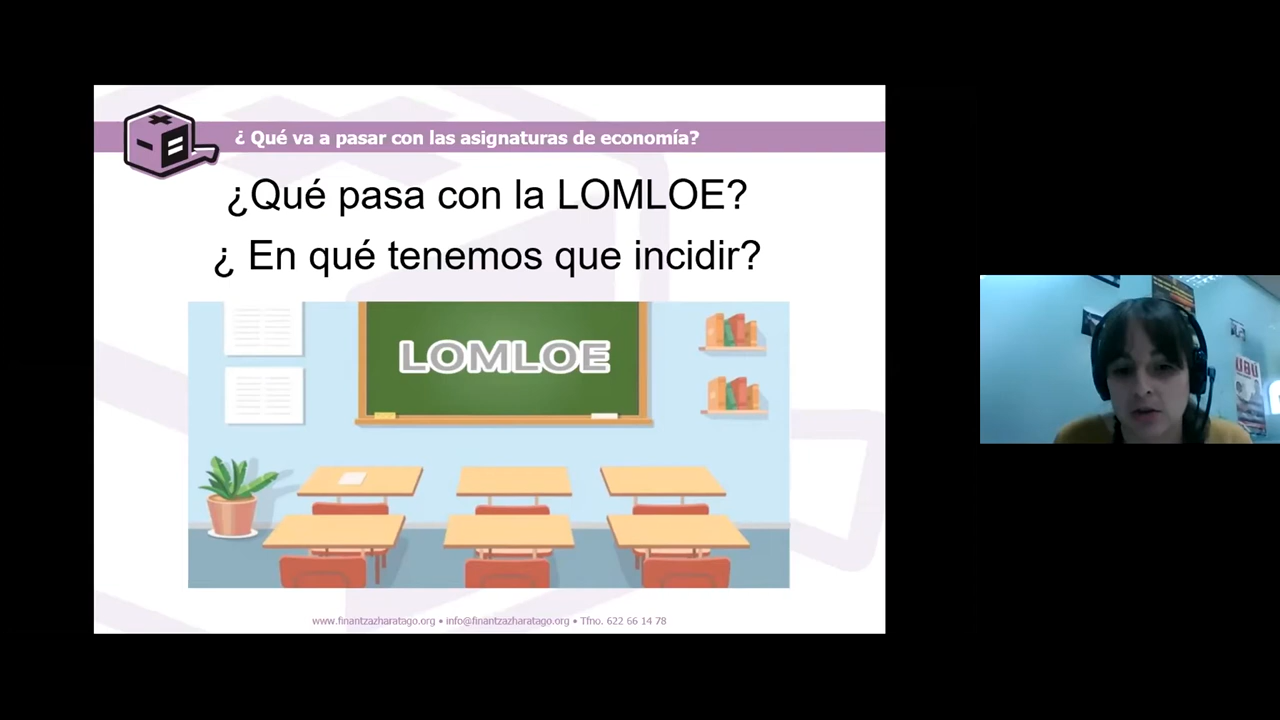 ¿ Qué va a pasar con las asignaturas de economía?
¿Qué pasa con la LOMLOE?
¿ En qué tenemos que incidir?
LOMLOE
www.finantzazharatago.org • info@finantzazharatago.org • Tfno. 622 66 14 78